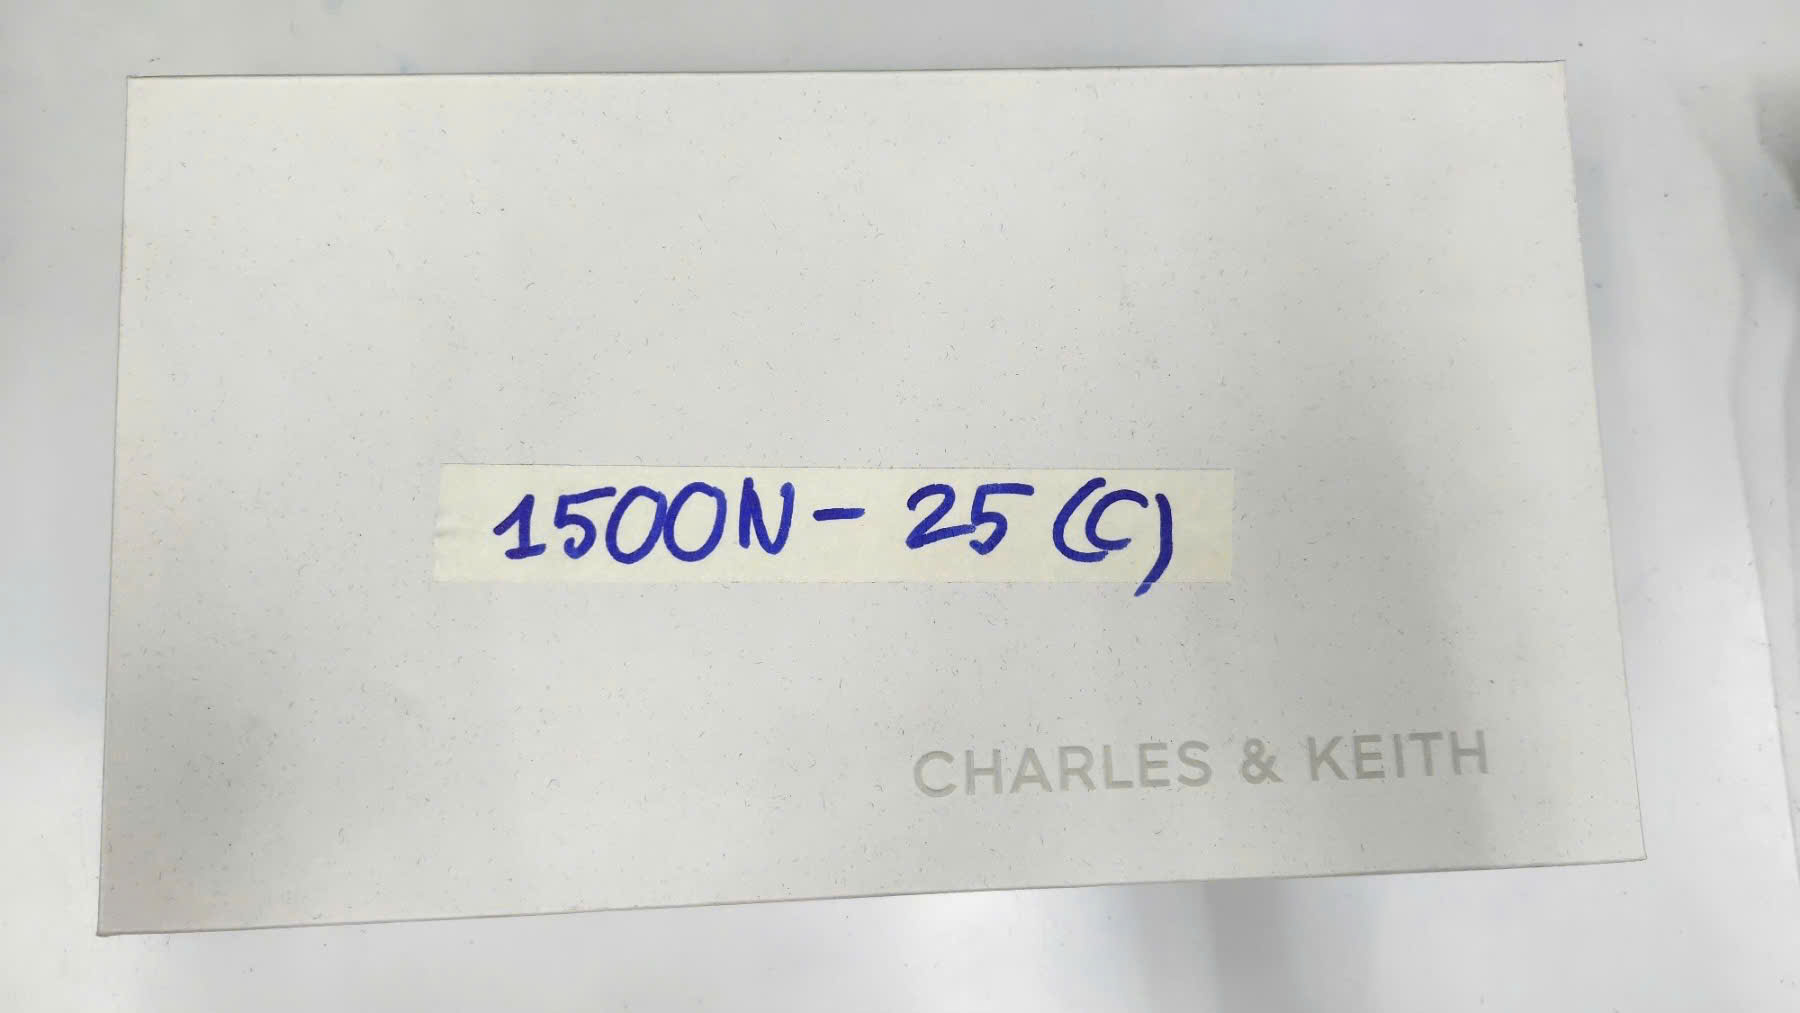 1500N- 25 (C)
CHARLES & KEITH